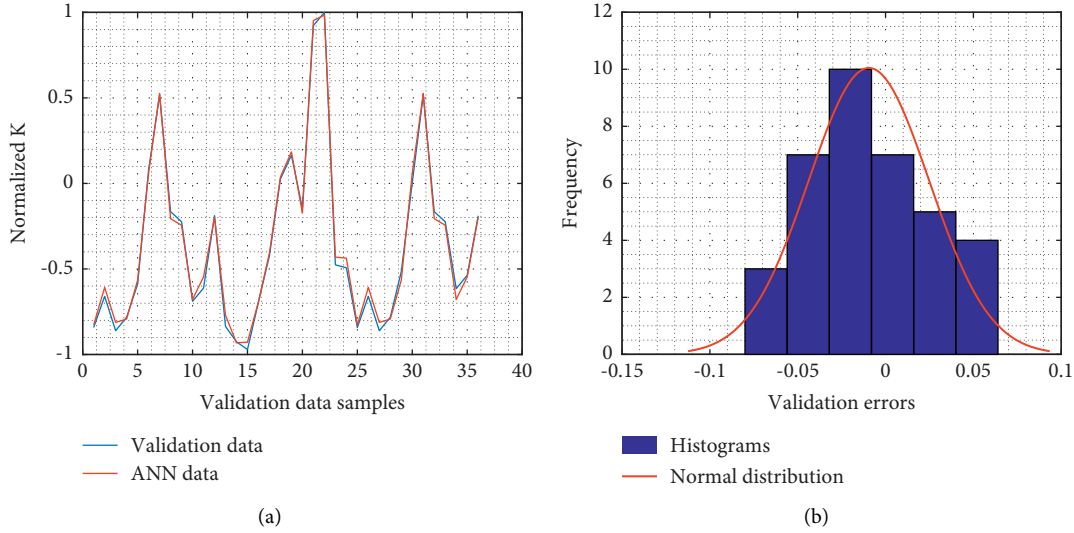 1
0.5
0
-0.5
-1
Normalized K
0 5 10 15 20 25 30 35 40
Validation data samples
Validation data
ANN data
(a)
12
10
8
6
4
2
0
Frequency
-0.15 -0.1 -0.05 0 0.05 0.1
Validation errors
Histograms
Normal distribution
(b)